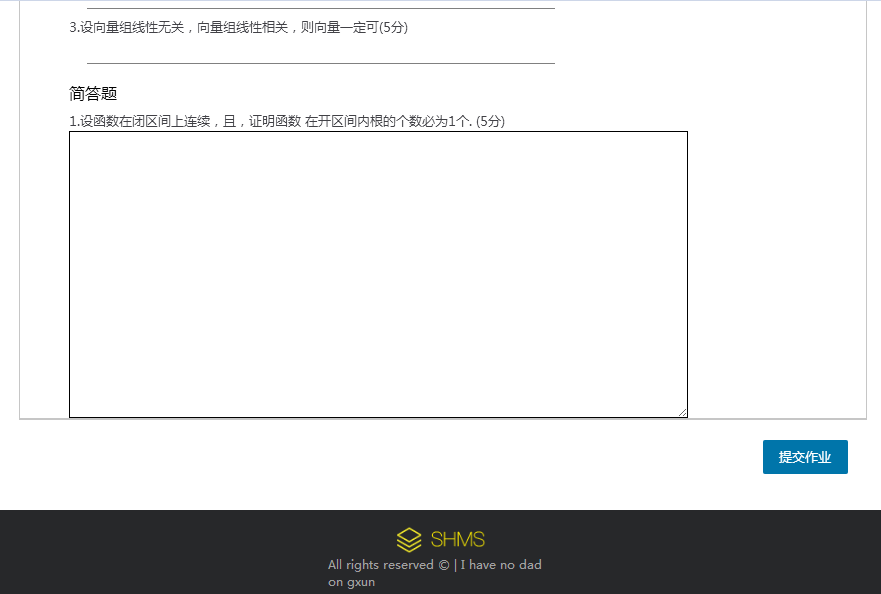 3.设向量组线性无关，向量组线性相关，则向量一定可(5分)
简答题
1.设函数在闭区间上连续，且，证明函数 在开区间内根的个数必为1个. (5分)
提交作业
SHMS
All rights reserved © | I have no dad
on gxun